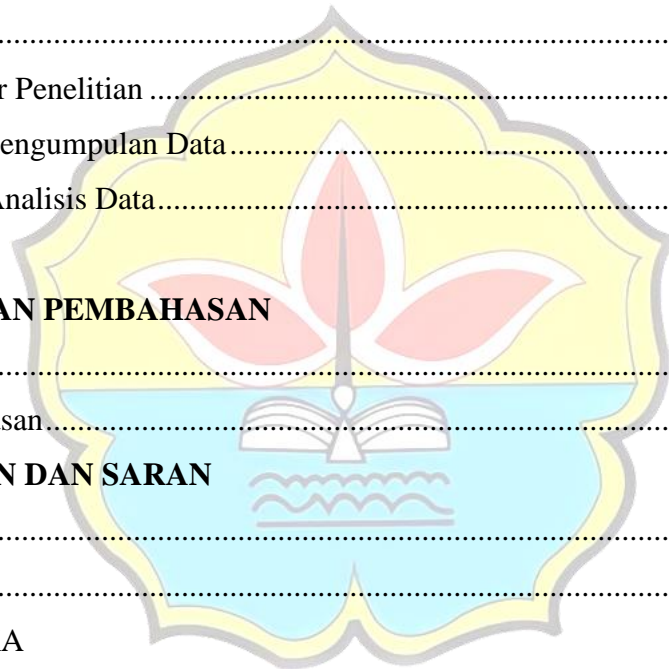 ................................................................
r Penelitian ................................................................
engumpulan Data................................................................
Analisis Data................................................................
AN PEMBAHASAN
................................................................
san................................................................
N DAN SARAN
................................................................
................................................................
A